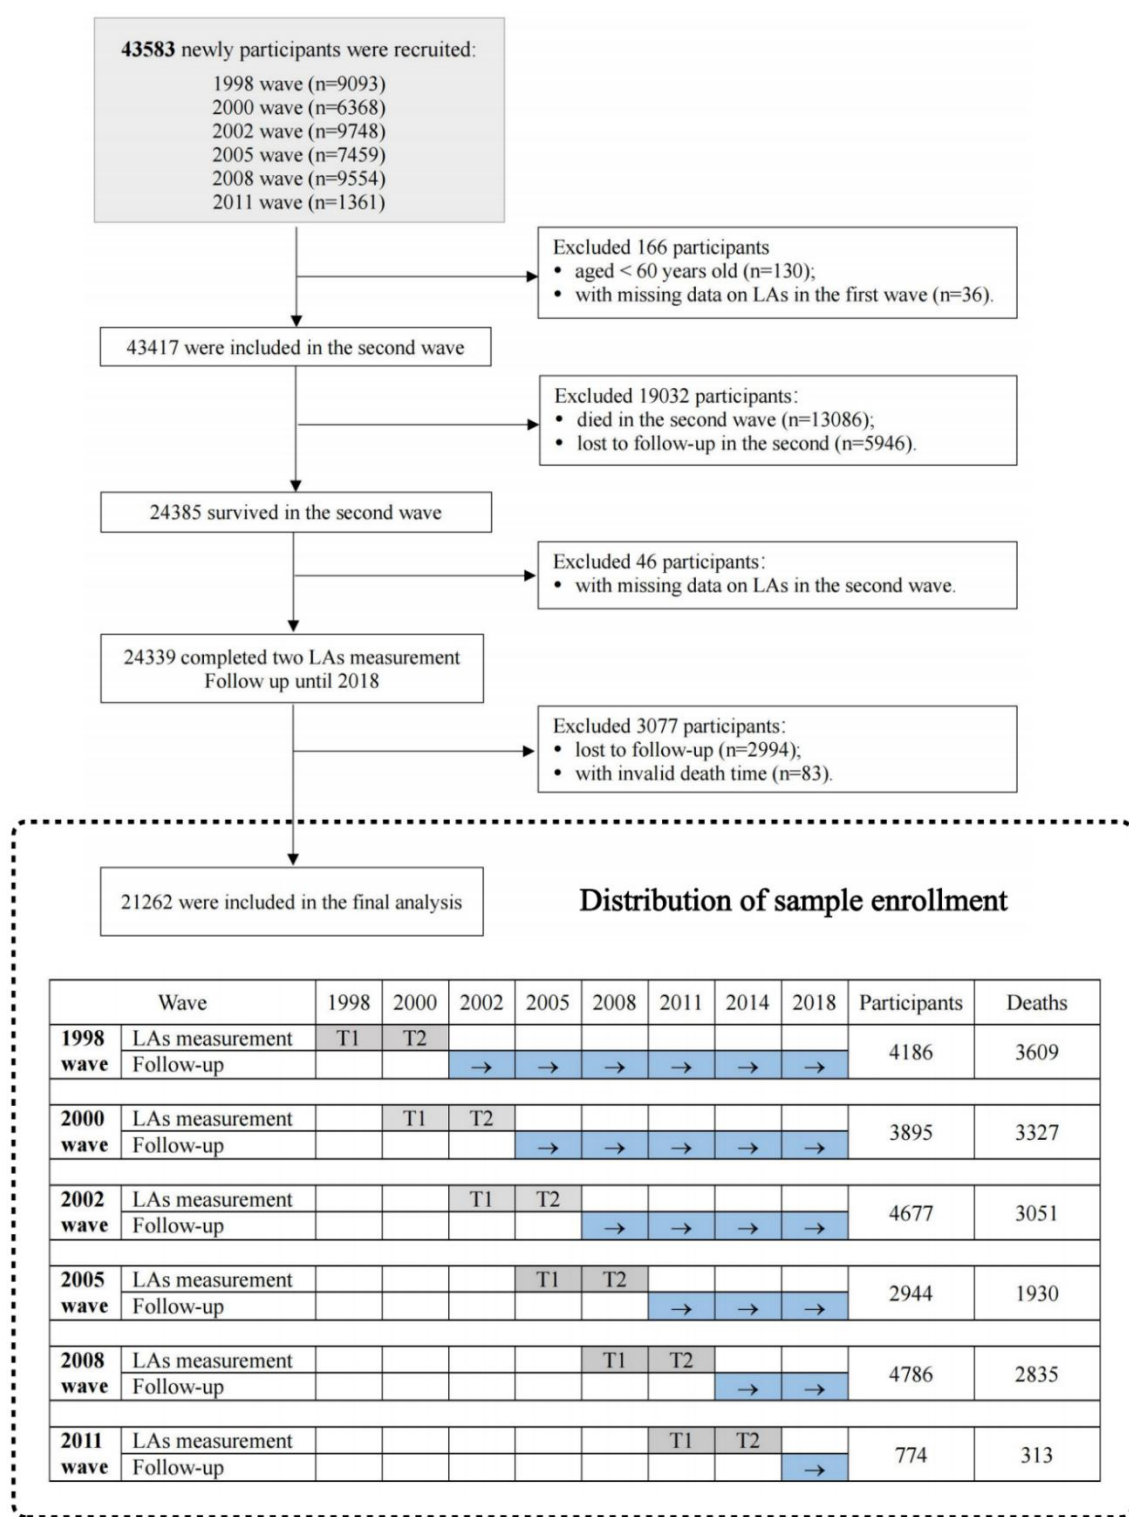 43583 newly participants were recruited:
1998 wave (n=9093)
2000 wave (n=6368)
2002 wave (n=9748)
2005 wave (n=7459)
2008 wave (n=9554)
2011 wave (n=1361)
Excluded 166 participants
• aged < 60 years old (n=130);
• with missing data on LAs in the first wave (n=36).
43417 were included in the second wave
Excluded 19032 participants:
• died in the second wave (n=13086);
• lost to follow-up in the second (n=5946).
24385 survived in the second wave
Excluded 46 participants:
• with missing data on LAs in the second wave.
24339 completed two LAs measurement
Follow up until 2018
Excluded 3077 participants:
• lost to follow-up (n=2994);
• with invalid death time (n=83).
21262 were included in the final analysis
Distribution of sample enrollment
Wave 1998 2000 2002 2005 2008 2011 2014 2018 Participants Deaths
1998 wave LAs measurement T1 T2 4186 3609
Follow-up → → → → → →
2000 wave LAs measurement T1 T2 3895 3327
Follow-up → → → → →
2002 wave LAs measurement T1 T2 4677 3051
Follow-up → → → →
2005 wave LAs measurement T1 T2 2944 1930
Follow-up → → →
2008 wave LAs measurement T1 T2 4786 2835
Follow-up → →
2011 wave LAs measurement T1 T2 774 313
Follow-up →